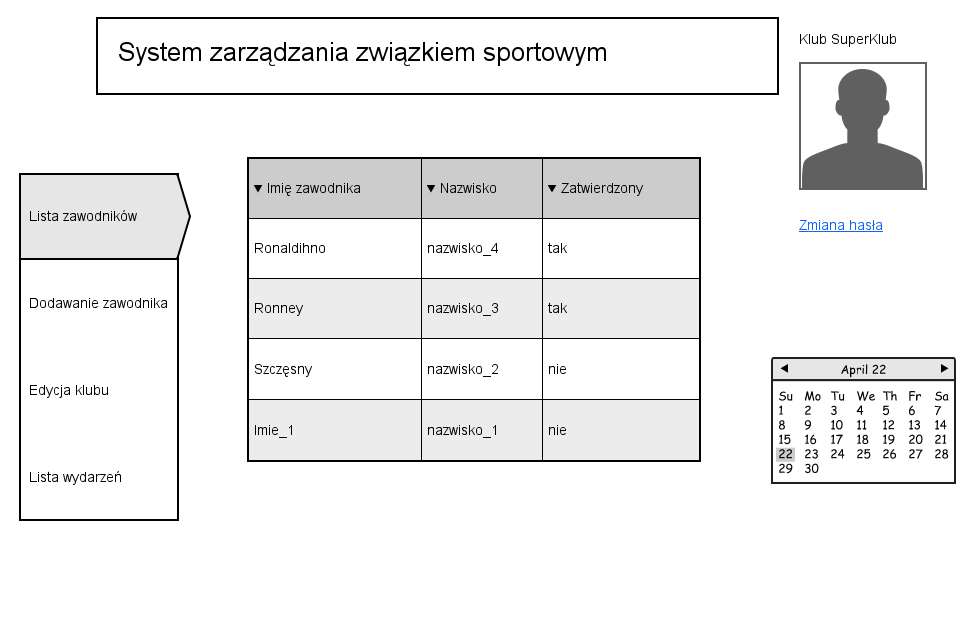 System zarządzania związkiem sportowym
Klub SuperKlub
Zmiana hasła
Lista zawodników
Dodawanie zawodnika
Edycja klubu
Lista wydarzeń
Imię zawodnika Nazwisko Zatwierdzony
Ronaldihno nazwisko_4 tak
Ronney nazwisko_3 tak
Szczęsny nazwisko_2 nie
Imie_1 nazwisko_1 nie
April 22
Su Mo Tu We Th Fr Sa
1 2 3 4 5 6 7
8 9 10 11 12 13 14
15 16 17 18 19 20 21
22 23 24 25 26 27 28
29 30